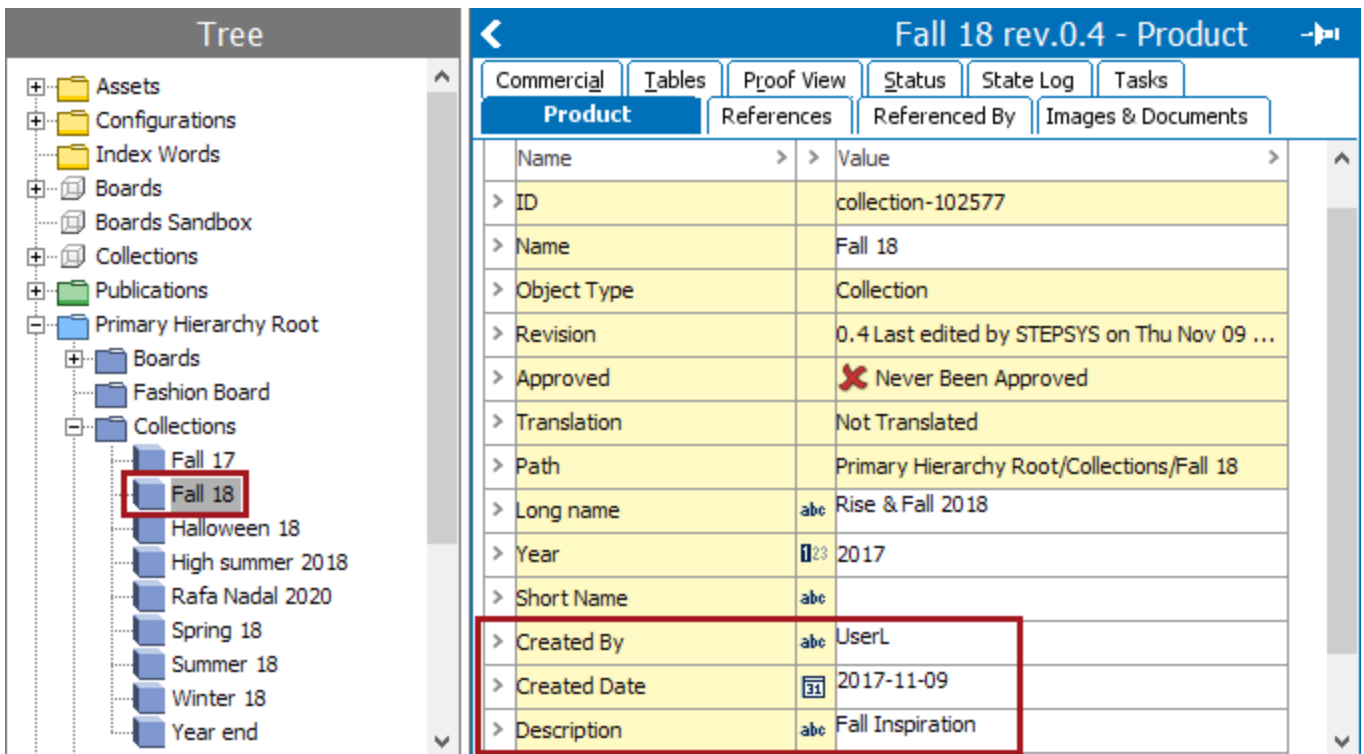 Tree
Assets
Configurations
Index Words
Boards
Boards Sandbox
Collections
Publications
Primary Hierarchy Root
Boards
Fashion Board
Collections
Fall 17
Fall 18
Halloween 18
High summer 2018
Rafa Nadal 2020
Spring 18
Summer 18
Winter 18
Year end
Fall 18 rev.0.4 - Product
Commercial Tables Proof View Status State Log Tasks
Product References Referenced By Images & Documents
Name > > Value >
> ID collection-102577
> Name Fall 18
> Object Type Collection
> Revision 0.4 Last edited by STEPSYS on Thu Nov 09 ...
> Approved Never Been Approved
> Translation Not Translated
> Path Primary Hierarchy Root/Collections/Fall 18
> Long name abc Rise & Fall 2018
> Year 123 2017
> Short Name abc
> Created By abc UserL
> Created Date 31 2017-11-09
> Description abc Fall Inspiration